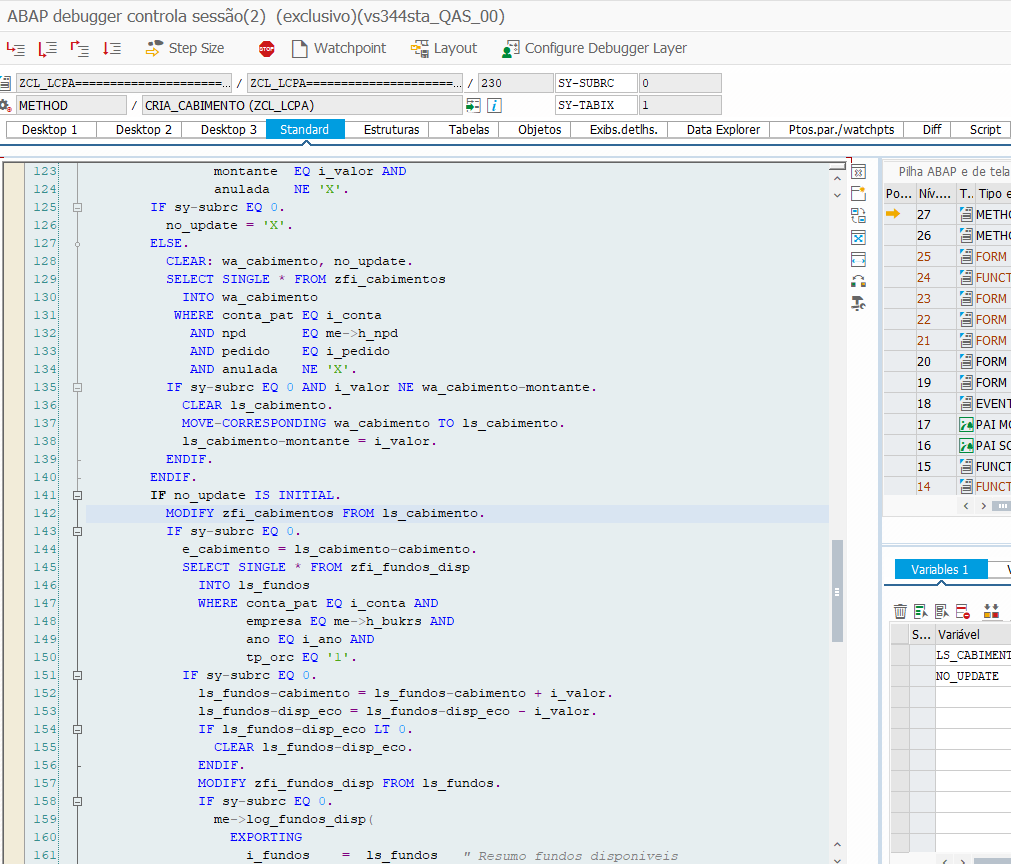 ABAP debugger controla sessão(2)  (exclusivo)(vs344sta_QAS_00)
Step Size STOP Watchpoint Layout Configure Debugger Layer
ZCL_LCPA======================... / ZCL_LCPA======================... / 230 SY-SUBRC 0
METHOD / CRIA_CABIMENTO (ZCL_LCPA) SY-TABIX 1
Desktop 1 Desktop 2 Desktop 3 Standard Estruturas Tabelas Objetos Exibs.detlhs. Data Explorer Ptos.par./watchpts Diff Script
123 montante EQ i_valor AND
124 anulada NE 'X'.
125 IF sy-subrc EQ 0.
126 no_update = 'X'.
127 ELSE.
128 CLEAR: wa_cabimento, no_update.
129 SELECT SINGLE * FROM zfi_cabimentos
130 INTO wa_cabimento
131 WHERE conta_pat EQ i_conta
132 AND npd EQ me->h_npd
133 AND pedido EQ i_pedido
134 AND anulada NE 'X'.
135 IF sy-subrc EQ 0 AND i_valor NE wa_cabimento-montante.
136 CLEAR ls_cabimento.
137 MOVE-CORRESPONDING wa_cabimento TO ls_cabimento.
138 ls_cabimento-montante = i_valor.
139 ENDIF.
140 ENDIF.
141 IF no_update IS INITIAL.
142 MODIFY zfi_cabimentos FROM ls_cabimento.
143 IF sy-subrc EQ 0.
144 e_cabimento = ls_cabimento-cabimento.
145 SELECT SINGLE * FROM zfi_fundos_disp
146 INTO ls_fundos
147 WHERE conta_pat EQ i_conta AND
148 empresa EQ me->h_bukrs AND
149 ano EQ i_ano AND
150 tp_orc EQ '1'.
151 IF sy-subrc EQ 0.
152 ls_fundos-cabimento = ls_fundos-cabimento + i_valor.
153 ls_fundos-disp_eco = ls_fundos-disp_eco - i_valor.
154 IF ls_fundos-disp_eco LT 0.
155 CLEAR ls_fundos-disp_eco.
156 ENDIF.
157 MODIFY zfi_fundos_disp FROM ls_fundos.
158 IF sy-subrc EQ 0.
159 me->log_fundos_disp(
160 EXPORTING
161 i_fundos = ls_fundos " Resumo fundos disponiveis
Pilha ABAP e de tela
Po... Nív.... T.. Tipo e
27 METHO
26 METHO
25 FORM
24 FUNCT
23 FORM
22 FORM
21 FORM
20 FORM
19 FORM
18 EVENT
17 PAI MO
16 PAI SC
15 FUNCT
14 FUNCT
Variables 1
S... Variável
LS_CABIMENT
NO_UPDATE